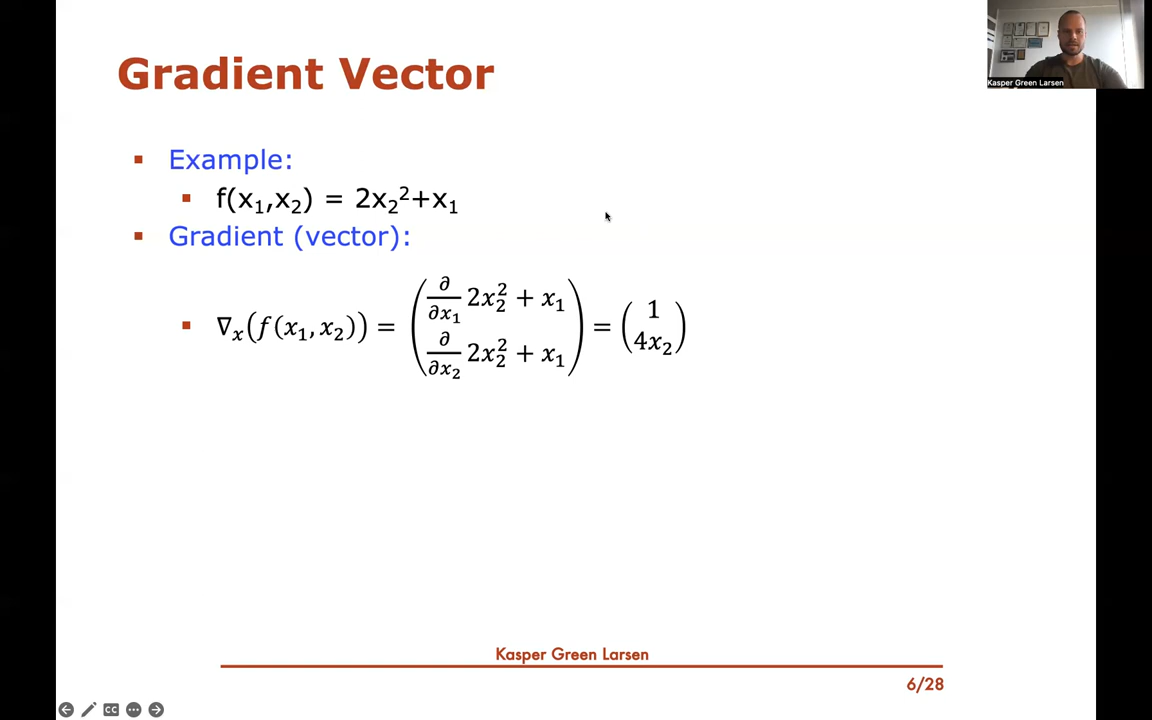 Gradient Vector
Kasper Green Larsen
▪ Example:
▪ f(x₁,x₂) = 2x₂²+x₁
▪ Gradient (vector):
▪ ∇ₓ(f(x₁, x₂)) = (∂/∂x₁ 2x₂² + x₁
∂/∂x₂ 2x₂² + x₁) = (1
4x₂)
Kasper Green Larsen
6/28
CC